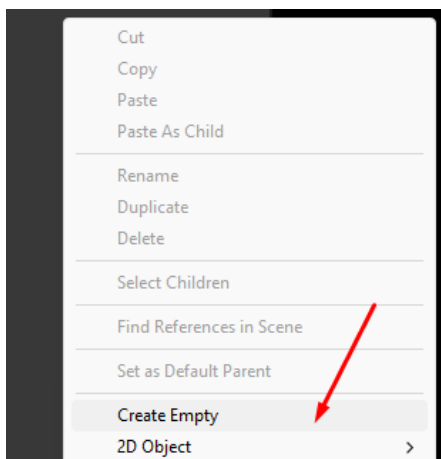 Cut
Copy
Paste
Paste As Child
Rename
Duplicate
Delete
Select Children
Find References in Scene
Set as Default Parent
Create Empty
2D Object